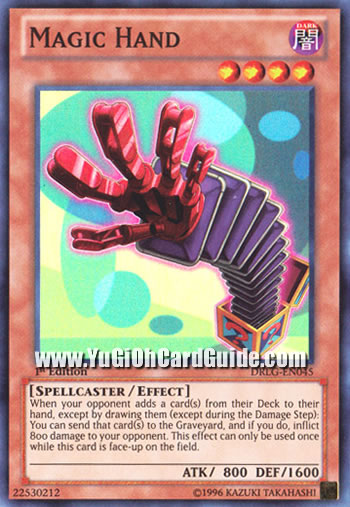 MAGIC HAND
DARK
闇
www.YuGiOhCardGuide.com
1st Edition
DRLG-EN045
[SPELLCASTER / EFFECT]
When your opponent adds a card(s) from their Deck to their
hand, except by drawing them (except during the Damage Step):
You can send that card(s) to the Graveyard, and if you do, inflict
800 damage to your opponent. This effect can only be used once
while this card is face-up on the field.
ATK/ 800 DEF/1600
22530212
©1996 KAZUKI TAKAHASHI